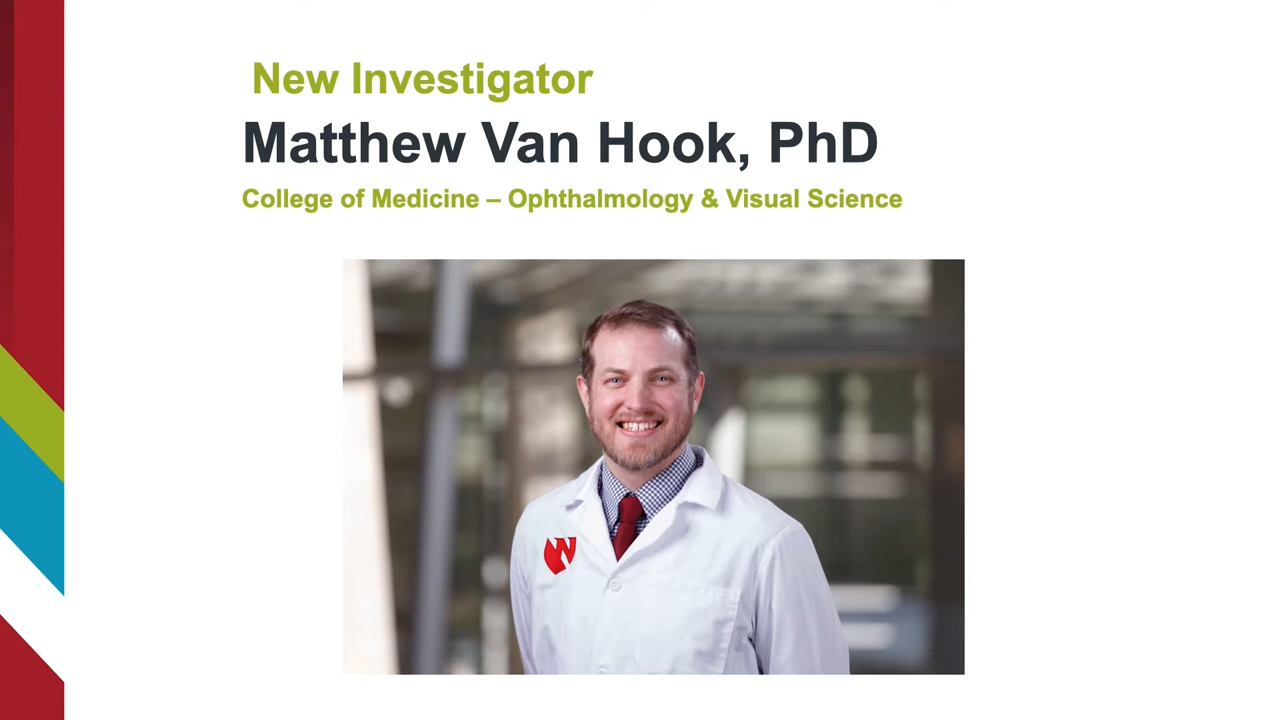 New Investigator
Matthew Van Hook, PhD
College of Medicine – Ophthalmology & Visual Science